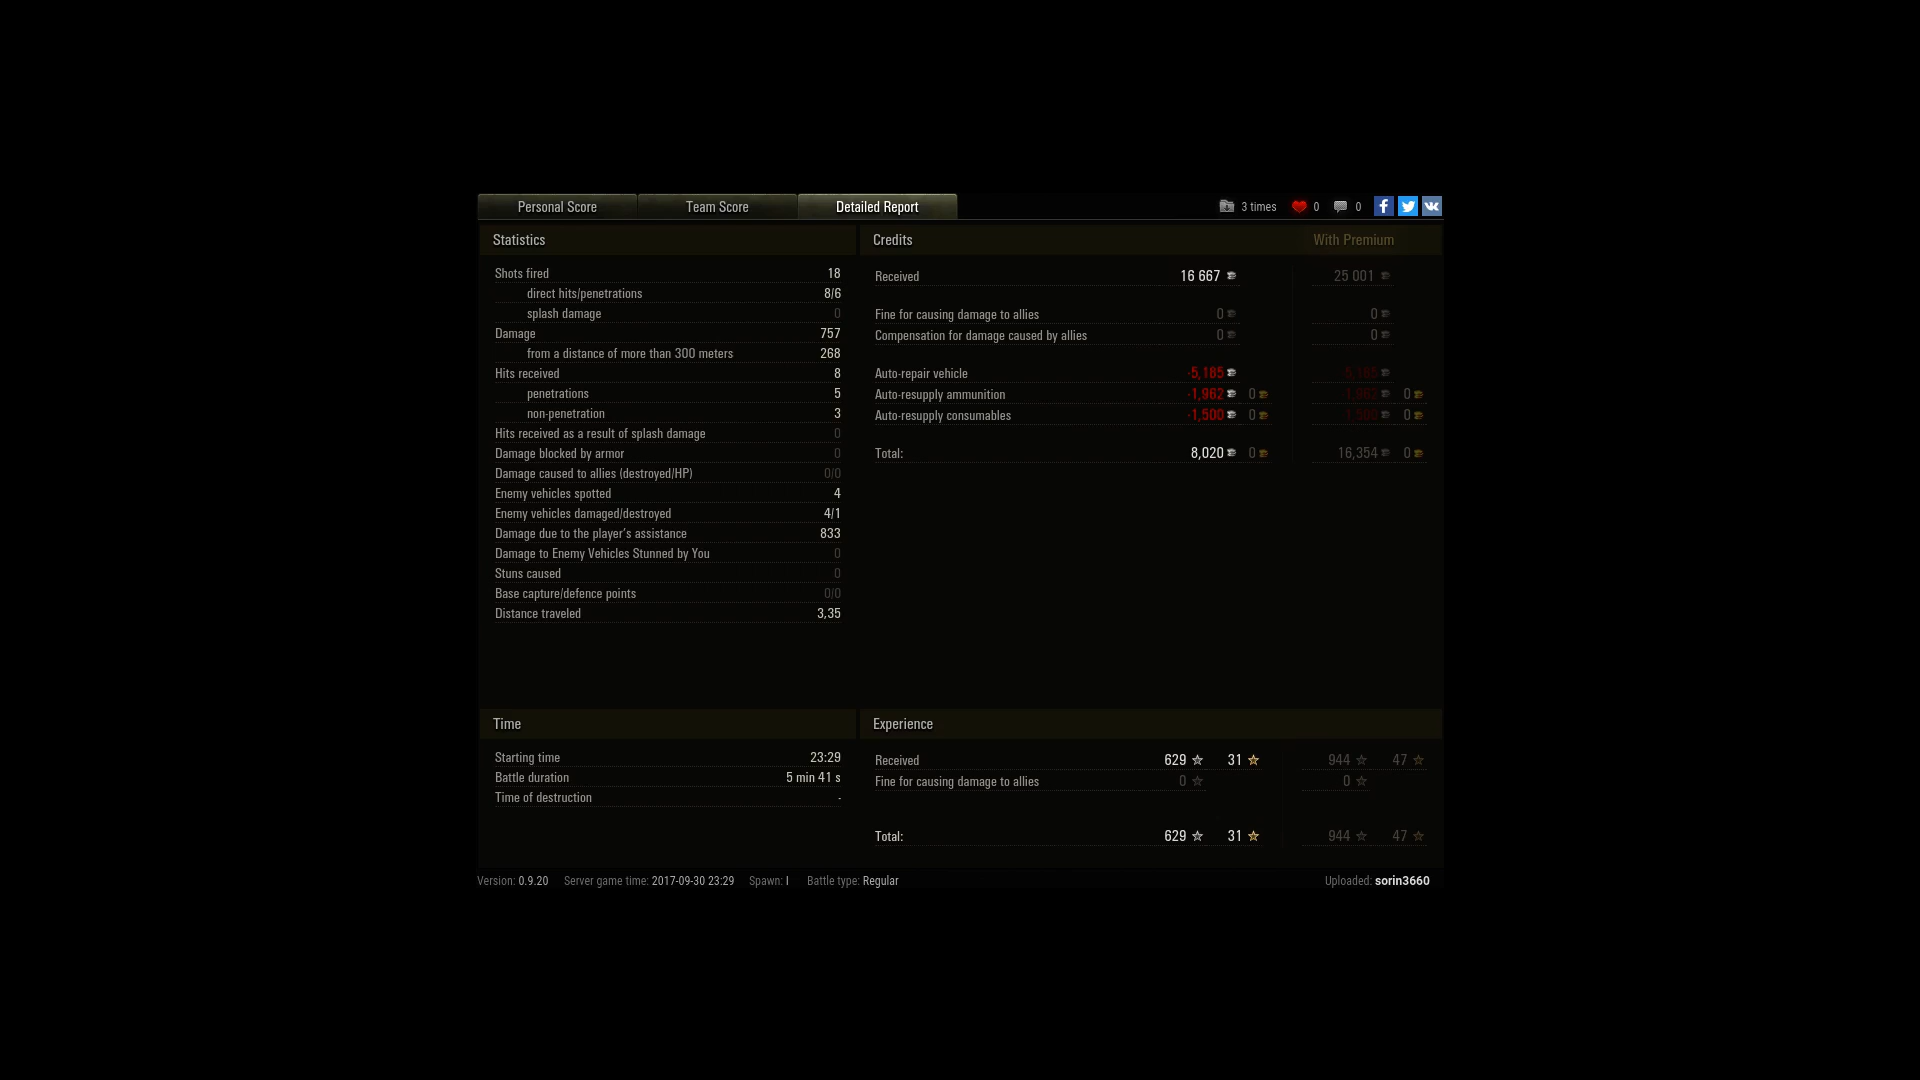 Personal Score Team Score Detailed Report 3 times 0 0
Statistics
Shots fired 18
direct hits/penetrations 8/6
splash damage 0
Damage 757
from a distance of more than 300 meters 268
Hits received 8
penetrations 5
non-penetration 3
Hits received as a result of splash damage 0
Damage blocked by armor 0
Damage caused to allies (destroyed/HP) 0/0
Enemy vehicles spotted 4
Enemy vehicles damaged/destroyed 4/1
Damage due to the player's assistance 833
Damage to Enemy Vehicles Stunned by You 0
Stuns caused 0
Base capture/defence points 0/0
Distance traveled 3,35
Credits With Premium
Received 16 667 25 001
Fine for causing damage to allies 0 0
Compensation for damage caused by allies 0 0
Auto-repair vehicle -5,185 5,185
Auto-resupply ammunition -1,962 0 1,962 0
Auto-resupply consumables -1,500 0 1,500 0
Total: 8,020 0 16,354 0
Time
Starting time 23:29
Battle duration 5 min 41 s
Time of destruction -
Experience
Received 629 31 944 47
Fine for causing damage to allies 0 0
Total: 629 31 944 47
Version: 0.9.20 Server game time: 2017-09-30 23:29 Spawn: I Battle type: Regular Uploaded: sorin3660